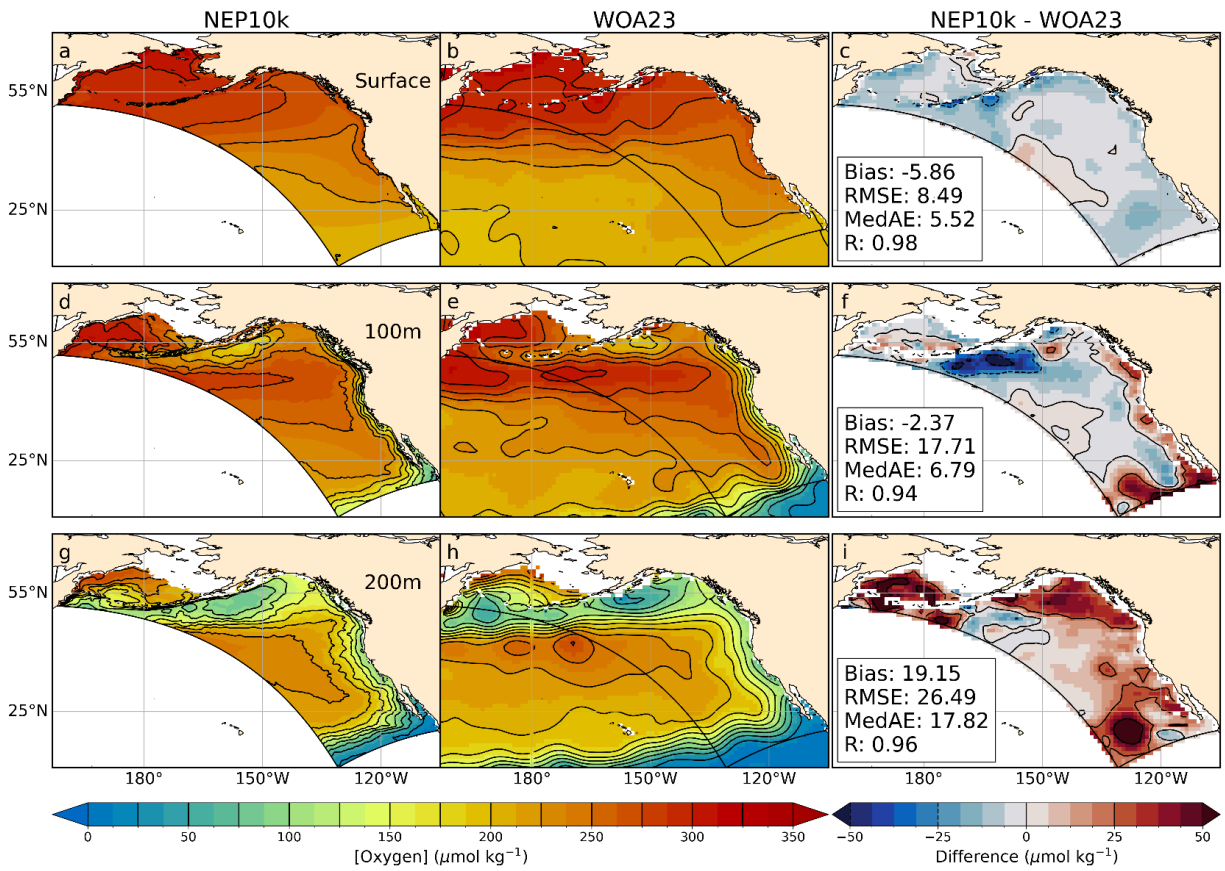 NEP10k
WOA23
NEP10k - WOA23
a
Surface
b
c
55°N
25°N
Bias: -5.86
RMSE: 8.49
MedAE: 5.52
R: 0.98
d
100m
e
f
55°N
25°N
Bias: -2.37
RMSE: 17.71
MedAE: 6.79
R: 0.94
g
200m
h
i
55°N
25°N
Bias: 19.15
RMSE: 26.49
MedAE: 17.82
R: 0.96
180° 150°W 120°W
180° 150°W 120°W
180° 150°W 120°W
0 50 100 150 200 250 300 350
[Oxygen] (μmol kg⁻¹)
−50 −25 0 25 50
Difference (μmol kg⁻¹)